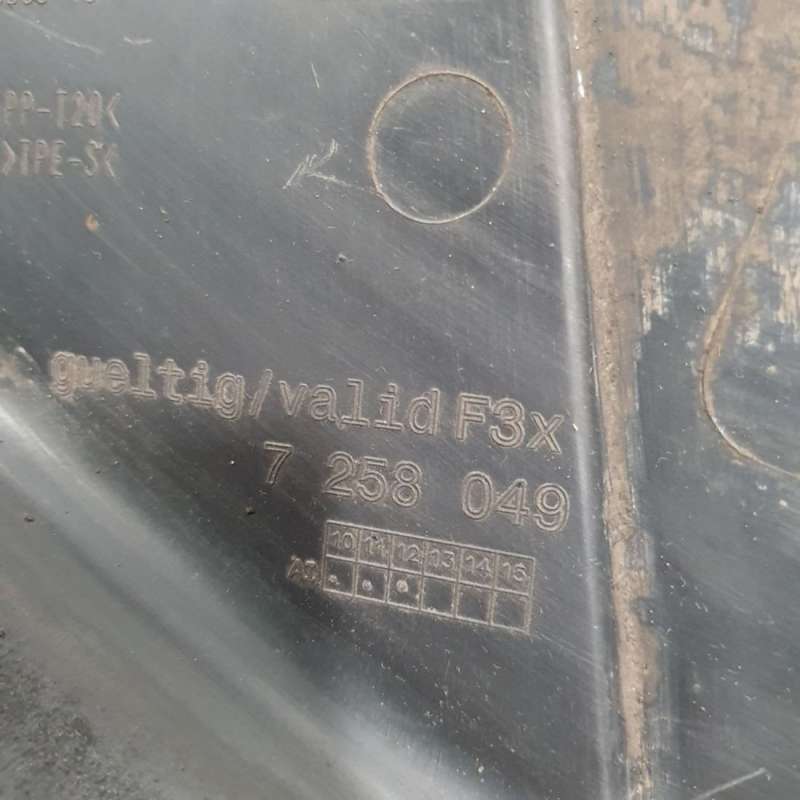 PP-T20<
>TPE-S<
gueltig/valid F3x
7 258 049
10 11 12 13 14 15